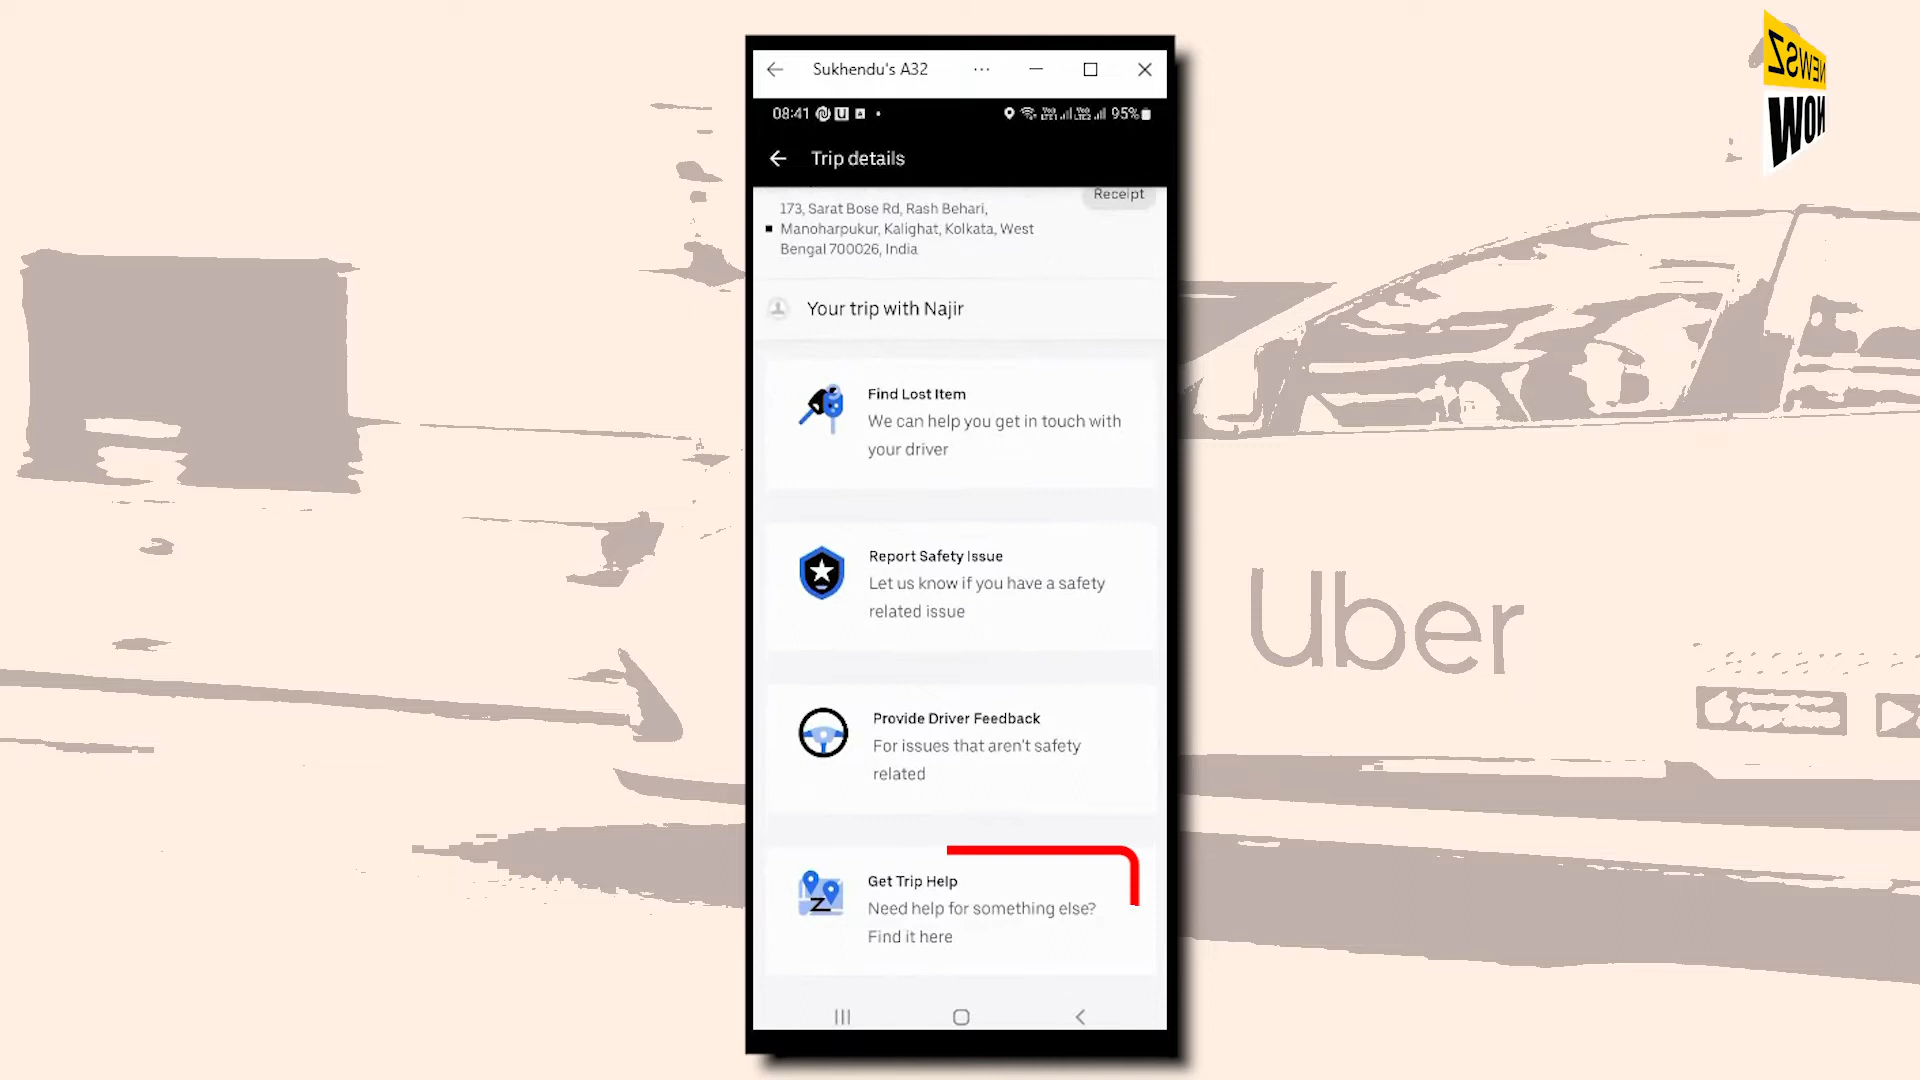 NEWSZ
NOW
Sukhendu's A32
08:41
95%
Trip details
Receipt
173, Sarat Bose Rd, Rash Behari,
Manoharpukur, Kalighat, Kolkata, West
Bengal 700026, India
Your trip with Najir
Find Lost Item
We can help you get in touch with
your driver
Report Safety Issue
Let us know if you have a safety
related issue
Provide Driver Feedback
For issues that aren't safety
related
Get Trip Help
Need help for something else?
Find it here
Uber